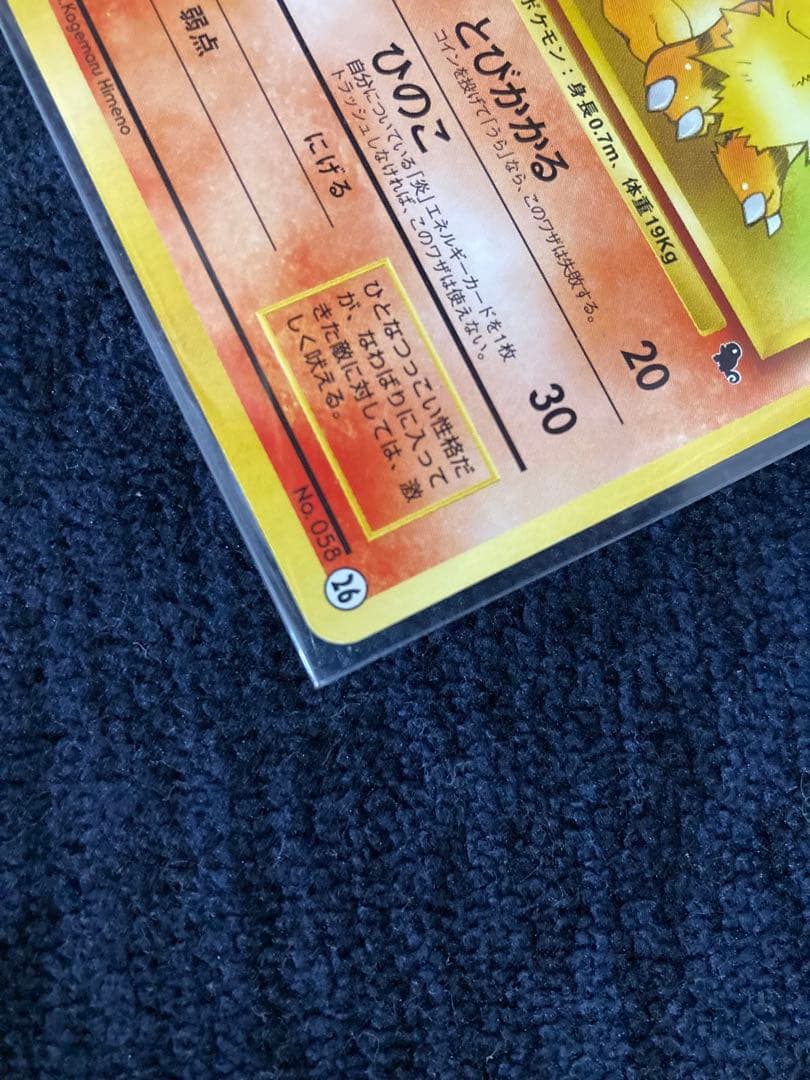 ポケモン：身長0.7m、体重19Kg
とびかかる
コインを投げて「うら」なら、このワザは失敗する。
20
ひのこ
自分についている「炎」エネルギーカードを1枚
トラッシュしなければ、このワザは使えない。
30
弱点
にげる
ひとなつっこい性格だ
が、なわばりに入って
きた敵に対しては、激
しく吠える。
Kagemaru Himeno
No.058
26